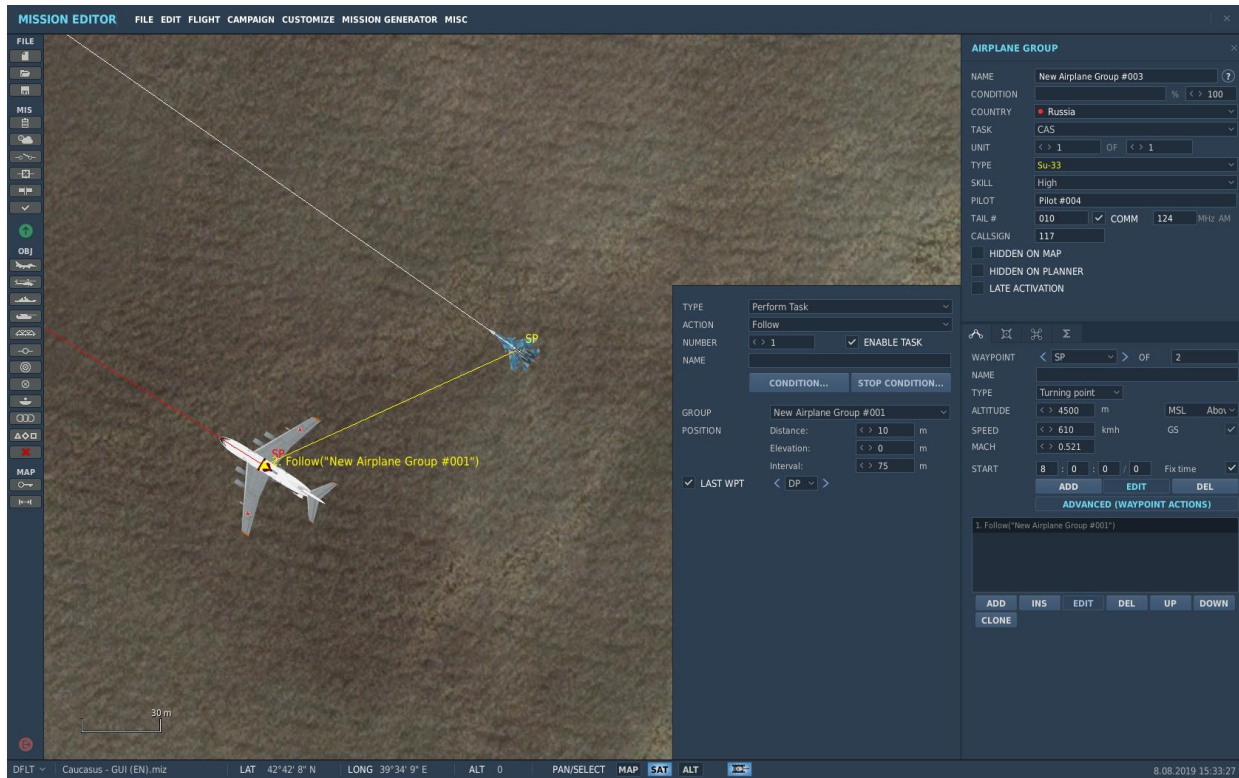 MISSION EDITOR FILE EDIT FLIGHT CAMPAIGN CUSTOMIZE MISSION GENERATOR MISC
FILE
MIS
OBJ
MAP
SP
SP
1. Follow("New Airplane Group #001")
30 m
TYPE Perform Task
ACTION Follow
NUMBER < > 1 ENABLE TASK
NAME
CONDITION... STOP CONDITION...
GROUP New Airplane Group #001
POSITION Distance: < > 10 m
Elevation: < > 0 m
Interval: < > 75 m
LAST WPT < DP >
AIRPLANE GROUP
NAME New Airplane Group #003 ?
CONDITION % < > 100
COUNTRY Russia
TASK CAS
UNIT < > 1 OF < > 1
TYPE Su-33
SKILL High
PILOT Pilot #004
TAIL # 010 COMM 124 MHz AM
CALLSIGN 117
HIDDEN ON MAP
HIDDEN ON PLANNER
LATE ACTIVATION
WAYPOINT < SP > OF 2
NAME
TYPE Turning point
ALTITUDE < > 4500 m MSL Abov
SPEED < > 610 kmh GS
MACH < > 0.521
START 8 : 0 : 0 / 0 Fix time
ADD EDIT DEL
ADVANCED (WAYPOINT ACTIONS)
1. Follow("New Airplane Group #001")
ADD INS EDIT DEL UP DOWN
CLONE
DFLT Caucasus - GUI (EN).miz LAT 42°42' 8" N LONG 39°34' 9" E ALT 0 PAN/SELECT MAP SAT ALT 8.08.2019 15:33:27